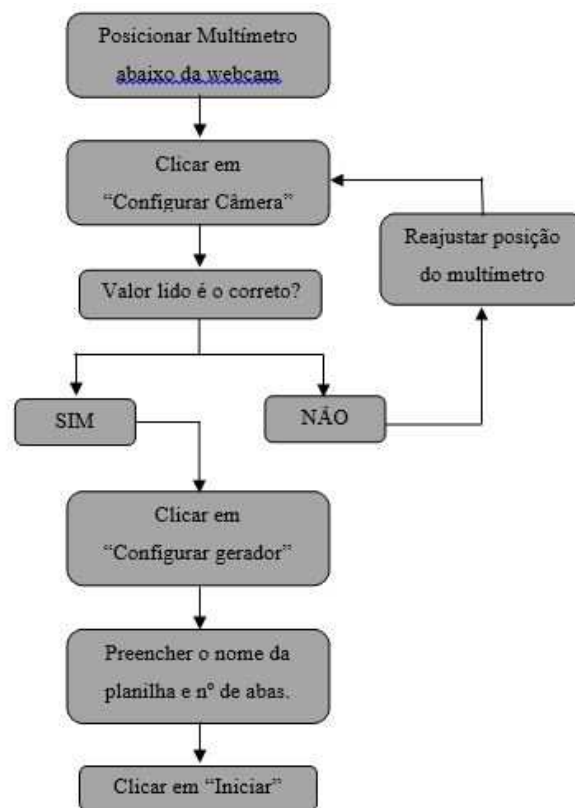 Posicionar Multímetro
abaixo da webcam
Clicar em
“Configurar Câmera”
Reajustar posição
do multímetro
Valor lido é o correto?
SIM
NÃO
Clicar em
“Configurar gerador”
Preencher o nome da
planilha e nº de abas.
Clicar em “Iniciar”